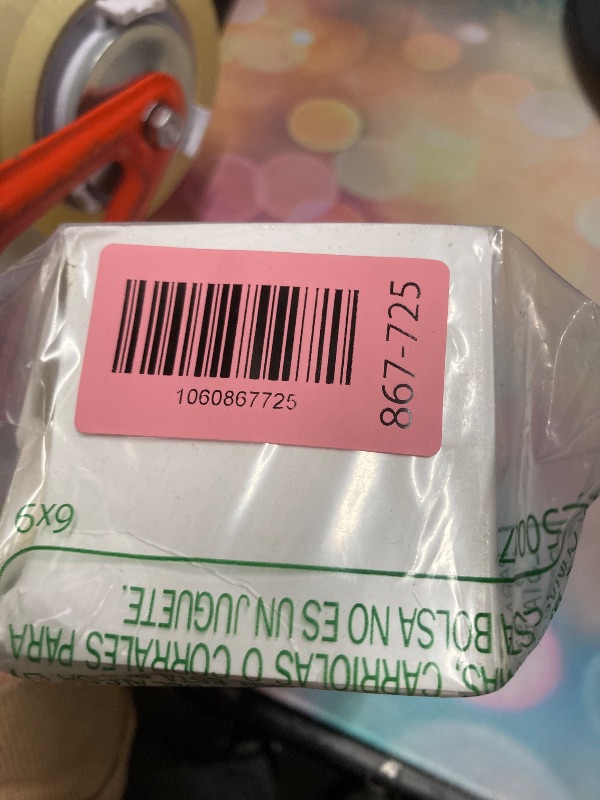 1060867725
867-725
6x9
CARRIOLAS O CORRALES PARA
BOLSA NO ES UN JUGUETE.